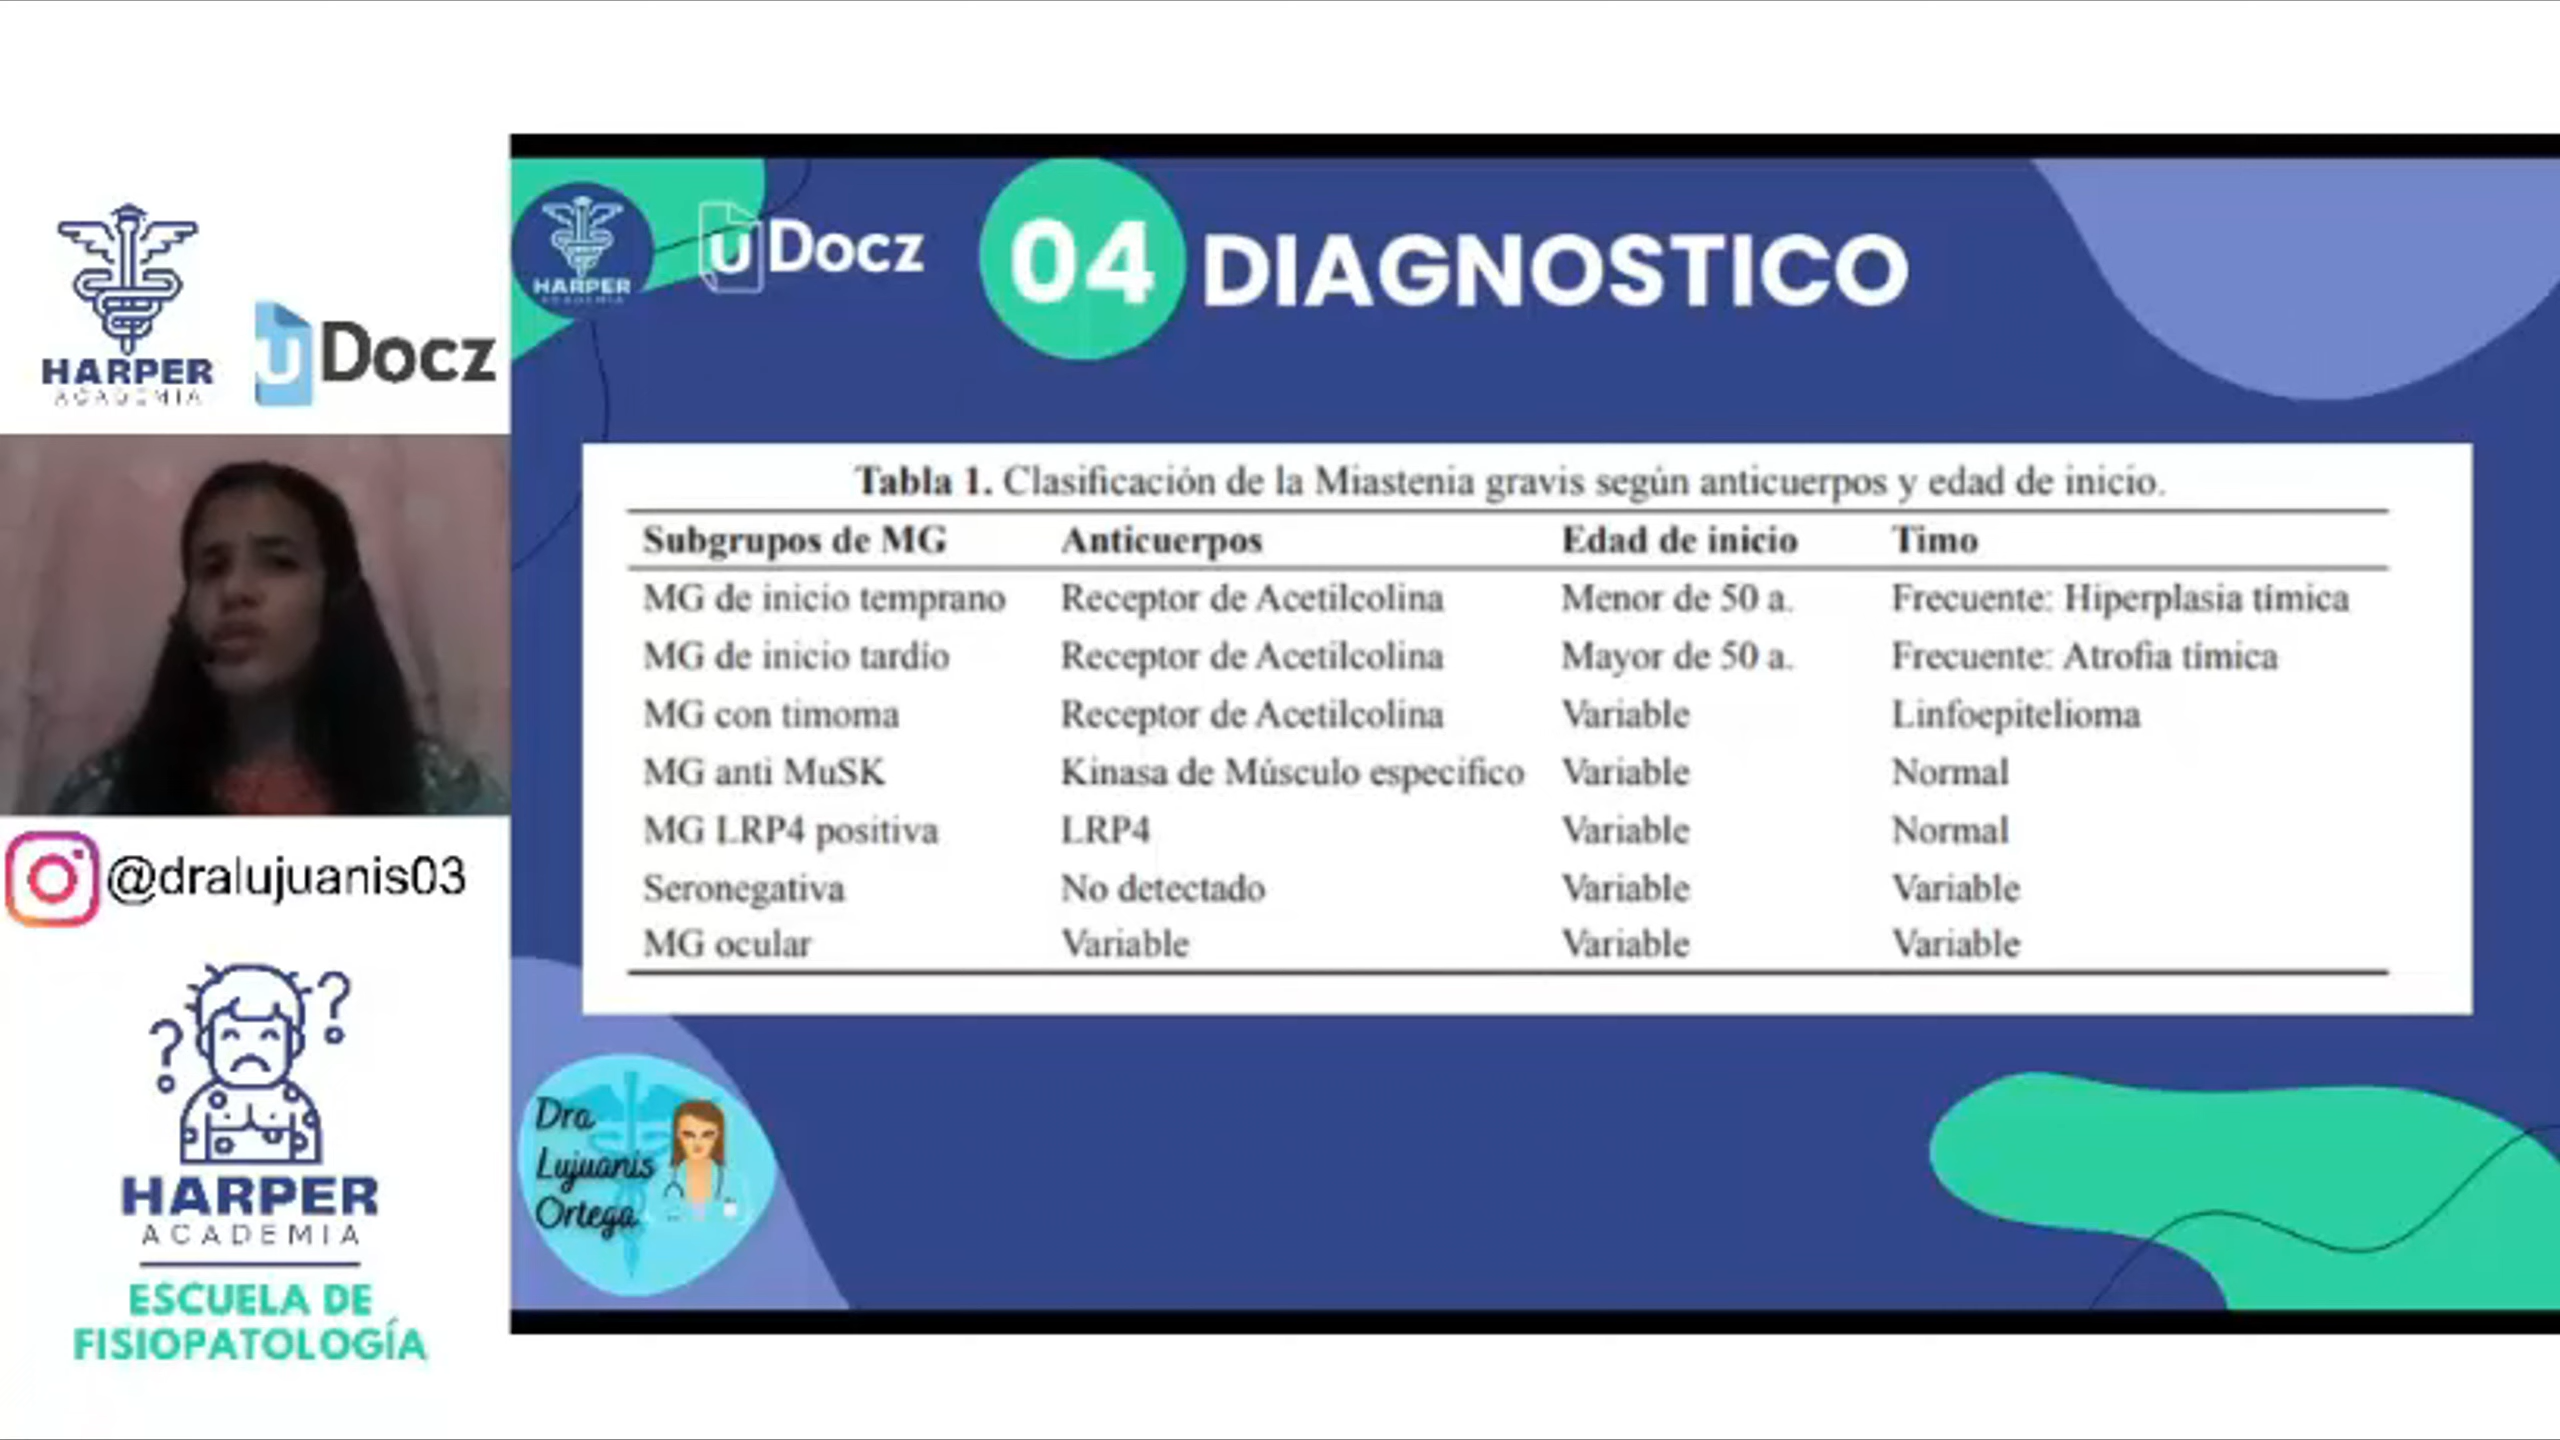 HARPER
ACADEMIA
uDocz
@dralujuanis03
? ?
HARPER
ACADEMIA
ESCUELA DE
FISIOPATOLOGÍA
HARPER
ACADEMIA
uDocz
04 DIAGNOSTICO
Tabla 1. Clasificación de la Miastenia gravis según anticuerpos y edad de inicio.
Subgrupos de MG Anticuerpos Edad de inicio Timo
MG de inicio temprano Receptor de Acetilcolina Menor de 50 a. Frecuente: Hiperplasia tímica
MG de inicio tardío Receptor de Acetilcolina Mayor de 50 a. Frecuente: Atrofia tímica
MG con timoma Receptor de Acetilcolina Variable Linfoepitelioma
MG anti MuSK Kinasa de Músculo especifico Variable Normal
MG LRP4 positiva LRP4 Variable Normal
Seronegativa No detectado Variable Variable
MG ocular Variable Variable Variable
Dra
Lujuanis
Ortega